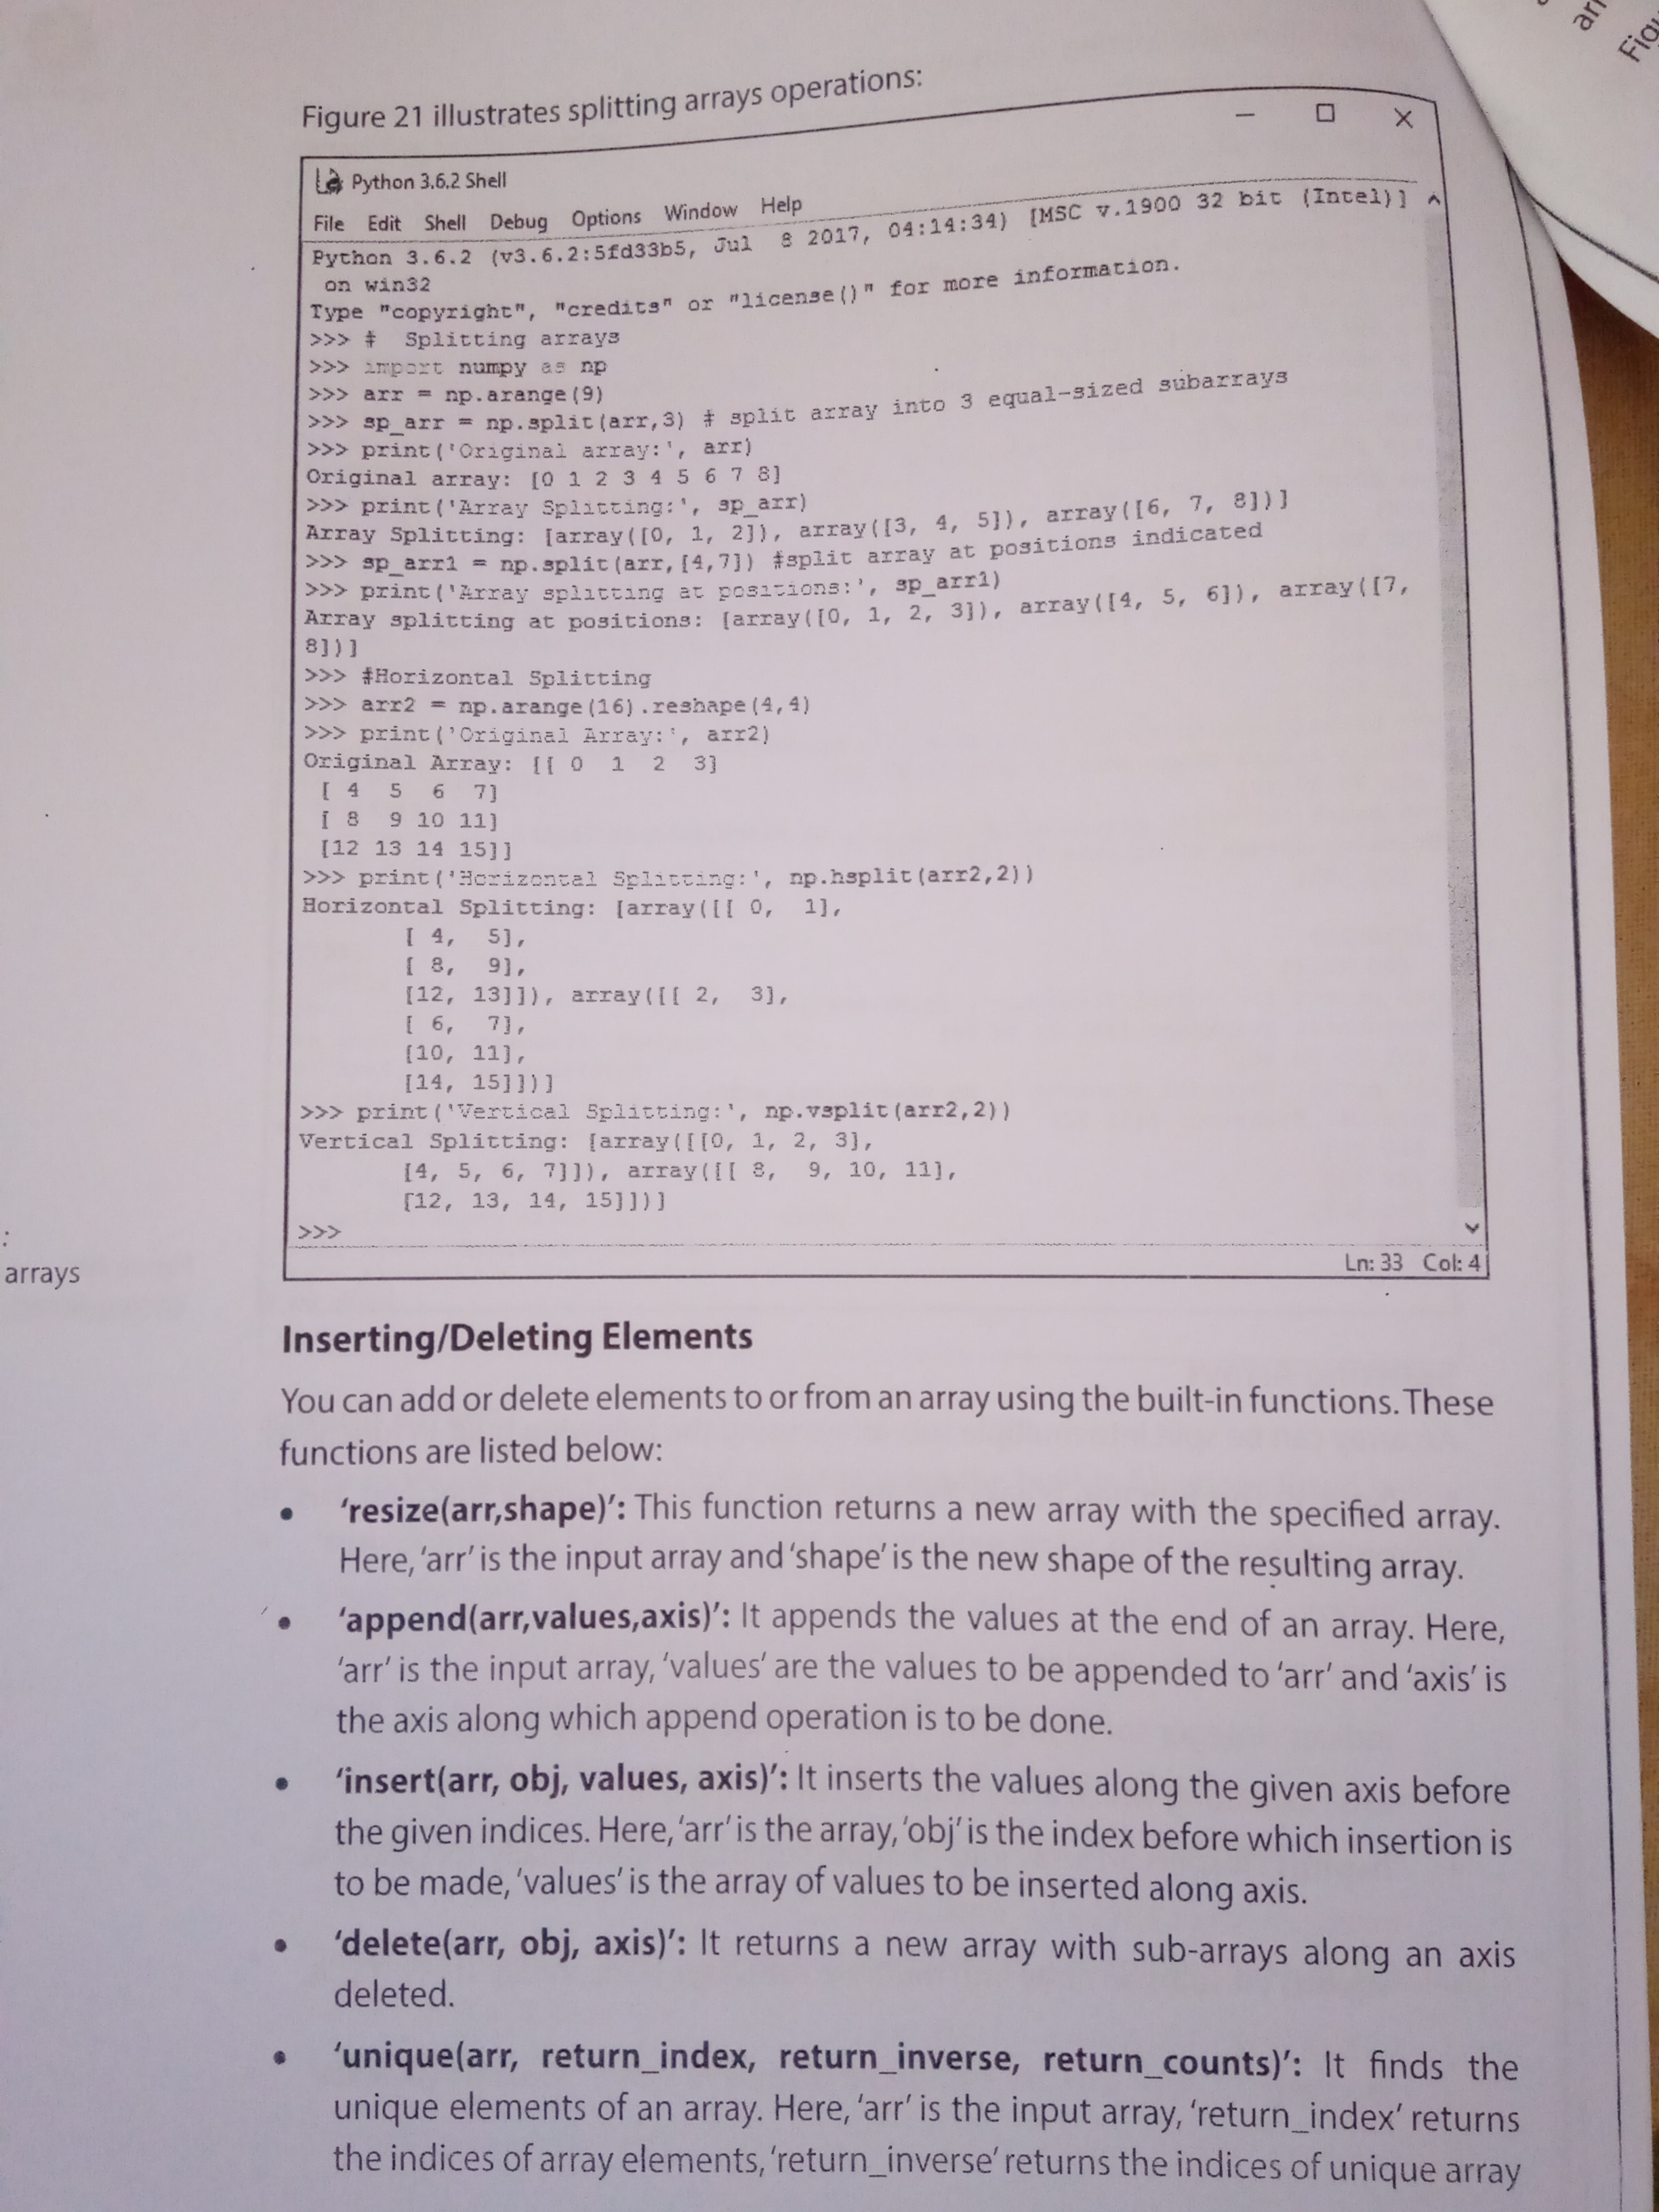 Figure 21 illustrates splitting arrays operations:
Python 3.6.2 Shell
File Edit Shell Debug Options Window Help
Python 3.6.2 (v3.6.2:5fd33b5, Jul  8 2017, 04:14:34) [MSC v.1900 32 bit (Intel)]
 on win32
Type "copyright", "credits" or "license()" for more information.
>>> #  Splitting arrays
>>> import numpy as np
>>> arr = np.arange(9)
>>> sp_arr = np.split(arr,3) # split array into 3 equal-sized subarrays
>>> print('Original array:', arr)
Original array: [0 1 2 3 4 5 6 7 8]
>>> print('Array Splitting:', sp_arr)
Array Splitting: [array([0, 1, 2]), array([3, 4, 5]), array([6, 7, 8])]
>>> sp_arr1 = np.split(arr,[4,7]) #split array at positions indicated
>>> print('Array splitting at positions:', sp_arr1)
Array splitting at positions: [array([0, 1, 2, 3]), array([4, 5, 6]), array([7,
8])]
>>> #Horizontal Splitting
>>> arr2 = np.arange(16).reshape(4,4)
>>> print('Original Array:', arr2)
Original Array: [[ 0  1  2  3]
 [ 4  5  6  7]
 [ 8  9 10 11]
 [12 13 14 15]]
>>> print('Horizontal Splitting:', np.hsplit(arr2,2))
Horizontal Splitting: [array([[ 0,  1],
       [ 4,  5],
       [ 8,  9],
       [12, 13]]), array([[ 2,  3],
       [ 6,  7],
       [10, 11],
       [14, 15]])]
>>> print('Vertical Splitting:', np.vsplit(arr2,2))
Vertical Splitting: [array([[0, 1, 2, 3],
       [4, 5, 6, 7]]), array([[ 8,  9, 10, 11],
       [12, 13, 14, 15]])]
>>>
Ln: 33 Col: 4
:
arrays
Inserting/Deleting Elements
You can add or delete elements to or from an array using the built-in functions. These
functions are listed below:
• 'resize(arr,shape)': This function returns a new array with the specified array.
Here, 'arr' is the input array and 'shape' is the new shape of the resulting array.
• 'append(arr,values,axis)': It appends the values at the end of an array. Here,
'arr' is the input array, 'values' are the values to be appended to 'arr' and 'axis' is
the axis along which append operation is to be done.
• 'insert(arr, obj, values, axis)': It inserts the values along the given axis before
the given indices. Here, 'arr' is the array, 'obj' is the index before which insertion is
to be made, 'values' is the array of values to be inserted along axis.
• 'delete(arr, obj, axis)': It returns a new array with sub-arrays along an axis
deleted.
• 'unique(arr, return_index, return_inverse, return_counts)': It finds the
unique elements of an array. Here, 'arr' is the input array, 'return_index' returns
the indices of array elements, 'return_inverse' returns the indices of unique array